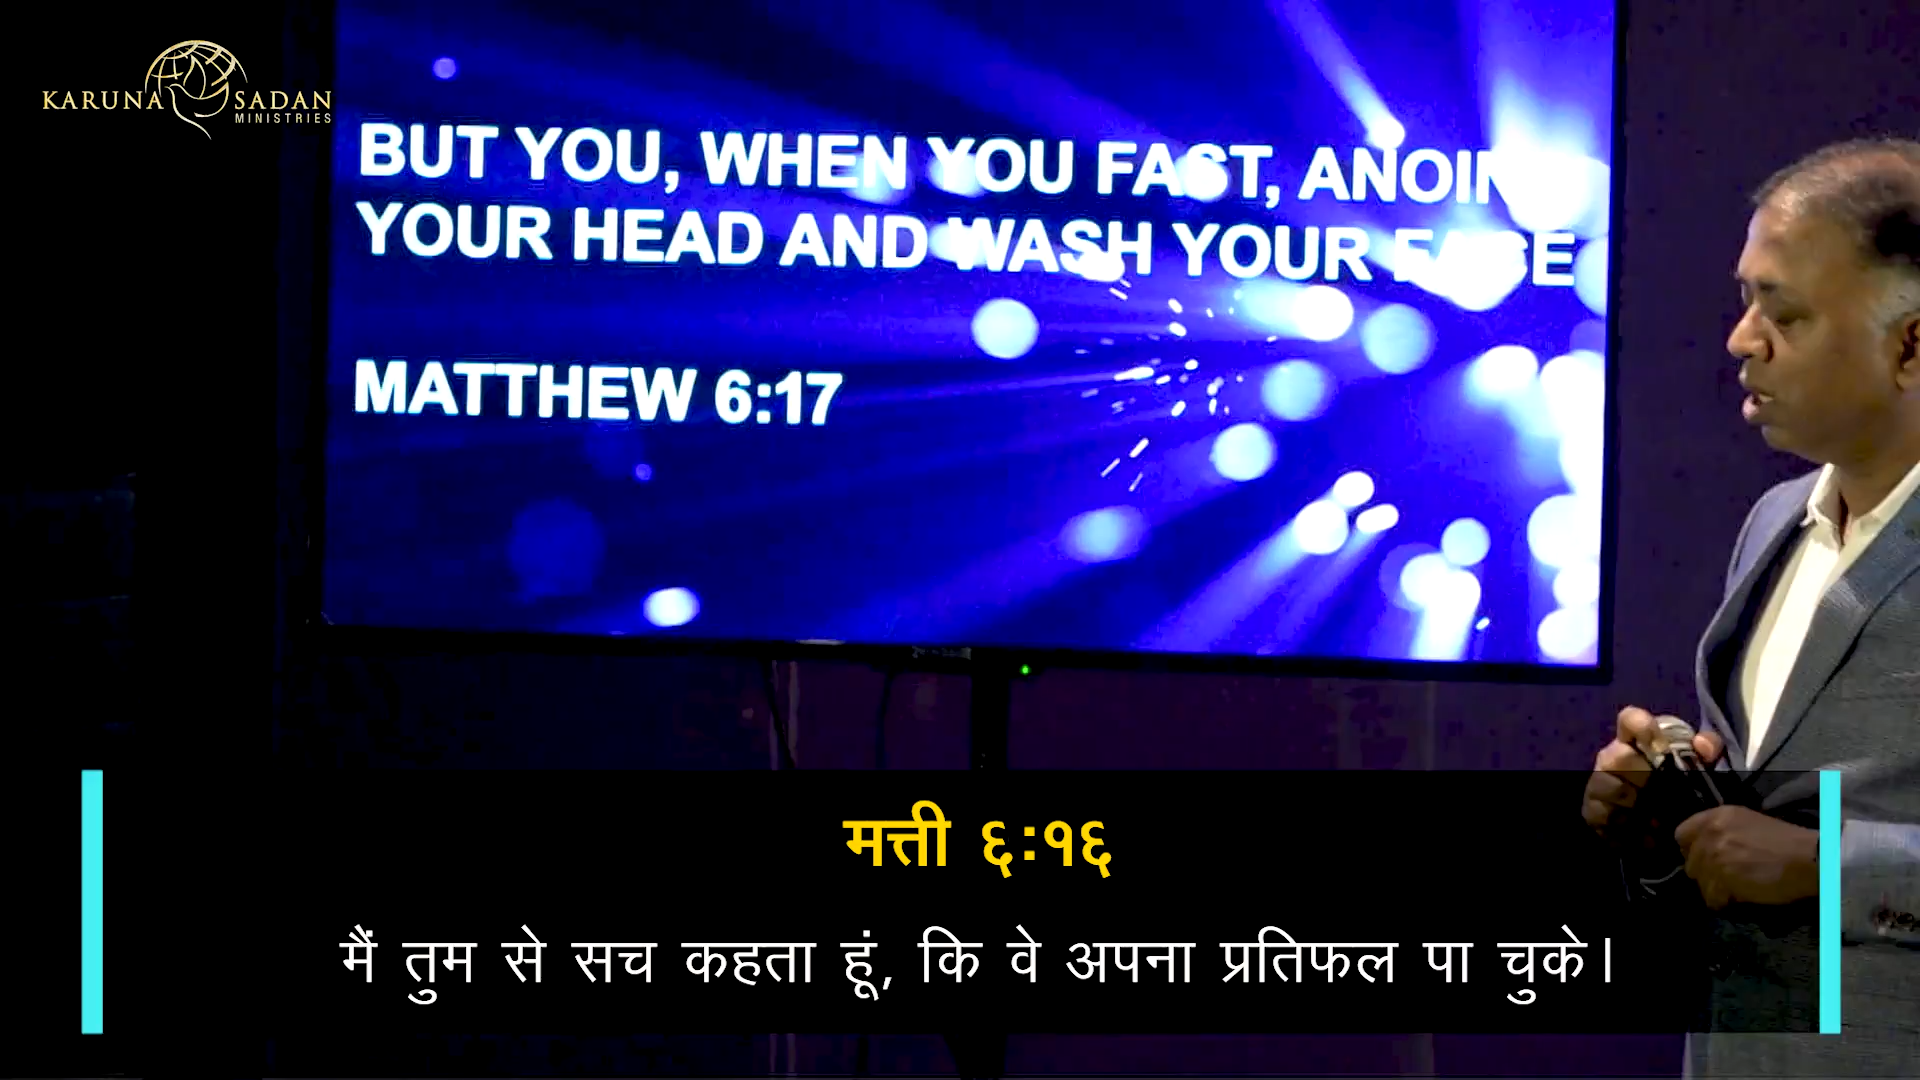 KARUNA SADAN
MINISTRIES
BUT YOU, WHEN YOU FAST,
YOUR HEAD AND WASH YOUR FACE
MATTHEW 6:17
मत्ती ६:१६
मैं तुम से सच कहता हूं, कि वे अपना प्रतिफल पा चुके।